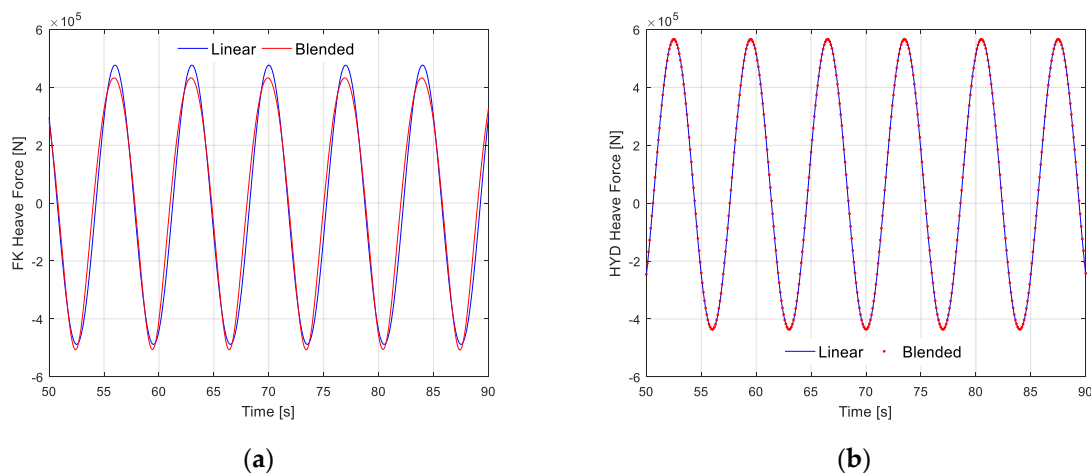 ×10⁵
Linear Blended
FK Heave Force [N]
6
4
2
0
-2
-4
-6
50 55 60 65 70 75 80 85 90
Time [s]
(a)
×10⁵
HYD Heave Force [N]
6
4
2
0
-2
-4
-6
Linear Blended
50 55 60 65 70 75 80 85 90
Time [s]
(b)